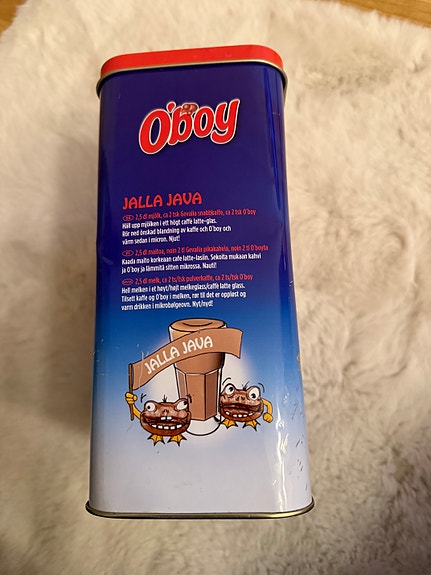 O'boy
JALLA JAVA
SE 2,5 dl mjölk, ca 2 tsk Gevalia snabbkaffe, ca 2 tsk O'boy
Häll upp mjölken i ett högt caffe latte-glas.
Rör ned önskad blandning av kaffe och O'boy och
värm sedan in micron. Njut!
FI 2,5 dl maitoa, noin 2 tl Gevalia pikakahvia, noin 2 tl O'boyta
Kaada maito korkeaan cafe latte-lasiin. Sekoita mukaan kahvi
ja O'boy ja lämmitä sitten mikrossa. Nauti!
2,5 dl melk, ca 2 ts/tsk pulverkaffe, ca 2 ts/tsk O'boy
Hell melken i et høyt/højt melkeglass/caffè latte glass.
Tilsett kaffe og O'boy i melken, rør til det er oppløst og
varm drikken i mikrobølgeovn. Nyt/nyd!
JALLA JAVA